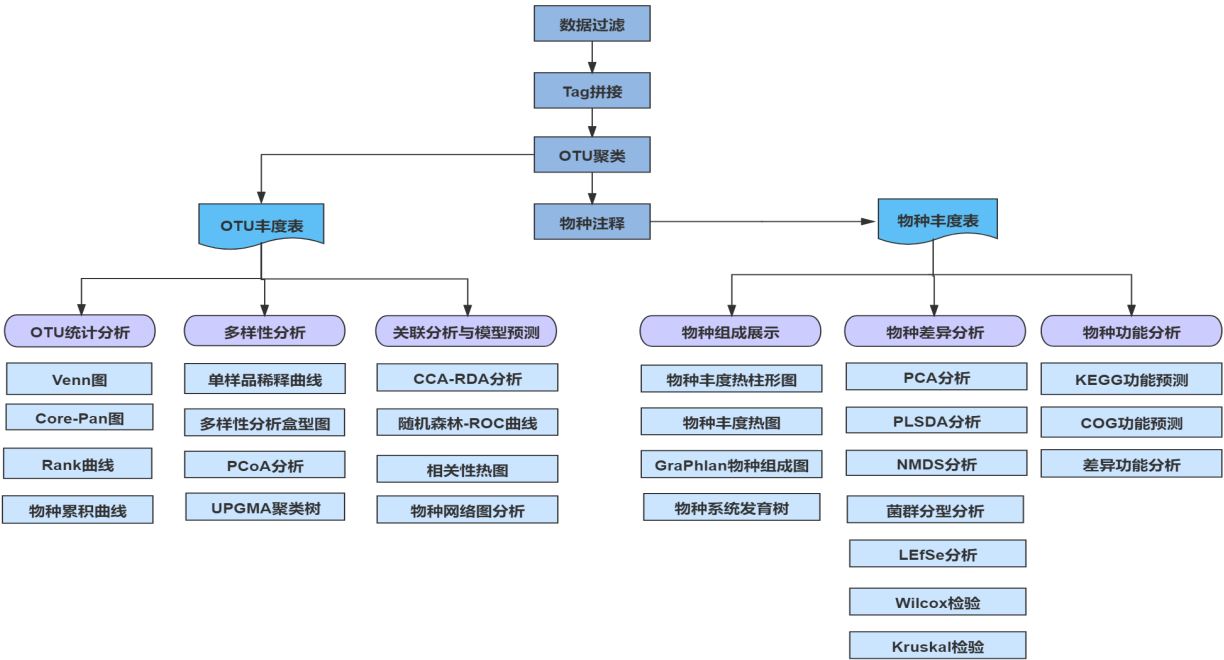 数据过滤
Tag拼接
OTU聚类
物种注释
OTU丰度表
物种丰度表
OTU统计分析
Venn图
Core-Pan图
Rank曲线
物种累积曲线
多样性分析
单样品稀释曲线
多样性分析盒型图
PCoA分析
UPGMA聚类树
关联分析与模型预测
CCA-RDA分析
随机森林-ROC曲线
相关性热图
物种网络图分析
物种组成展示
物种丰度热柱形图
物种丰度热图
GraPhlan物种组成图
物种系统发育树
物种差异分析
PCA分析
PLSDA分析
NMDS分析
菌群分型分析
LEfSe分析
Wilcox检验
Kruskal检验
物种功能分析
KEGG功能预测
COG功能预测
差异功能分析